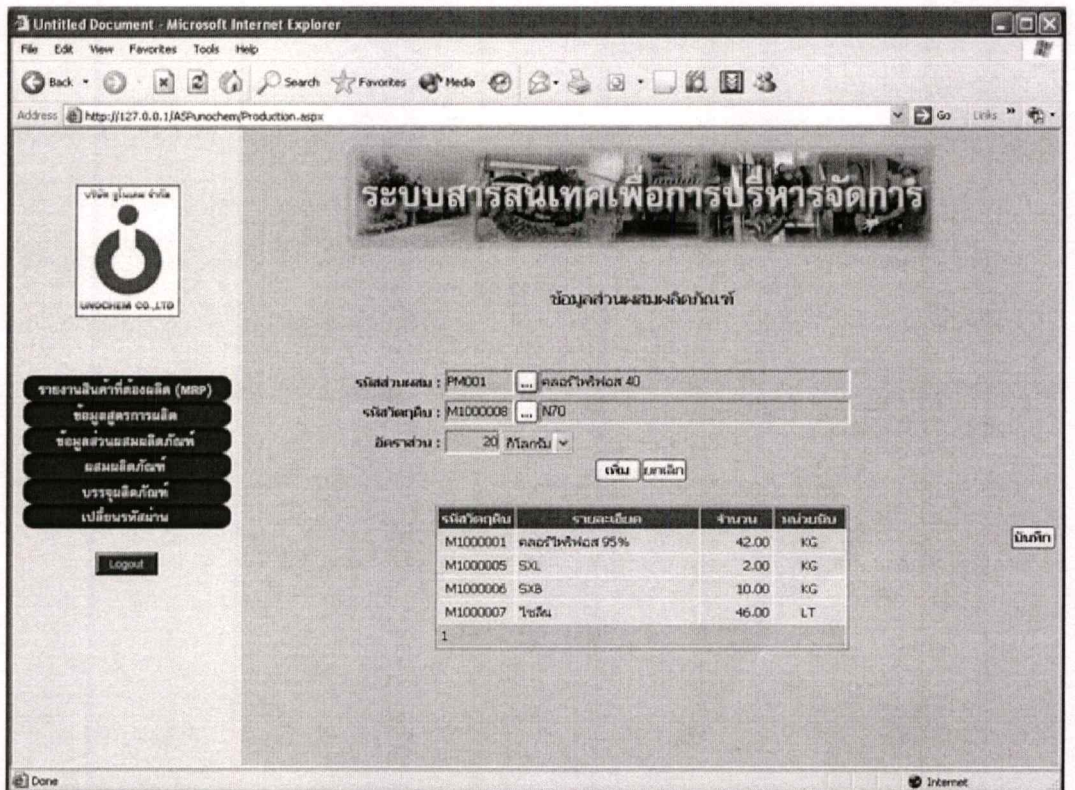 Untitled Document - Microsoft Internet Explorer
File Edit View Favorites Tools Help
Back Search Favorites Media
Address http://127.0.0.1/ASPunochem/Production.aspx Go Links »
ระบบสารสนเทศเพื่อการบริหารจัดการ
บริษัท ยูโนเคม จำกัด
UNOCHEM CO.,LTD
ข้อมูลส่วนผสมผลิตภัณฑ์
รายงานสินค้าที่ต้องผลิต (MRP)
ข้อมูลสูตรการผลิต
ข้อมูลส่วนผสมผลิตภัณฑ์
ผสมผลิตภัณฑ์
บรรจุผลิตภัณฑ์
เปลี่ยนรหัสผ่าน
Logout
รหัสส่วนผสม : PM001 ... คลอร์ไพริฟอส 40
รหัสวัตถุดิบ : M1000008 ... N70
อัตราส่วน : 20 กิโลกรัม
เพิ่ม ยกเลิก
รหัสวัตถุดิบ รายละเอียด จำนวน หน่วยนับ
M1000001 คลอร์ไพริฟอส 95% 42.00 KG
M1000005 SXL 2.00 KG
M1000006 SXB 10.00 KG
M1000007 ไซลีน 46.00 LT
1
บันทึก
Done Internet